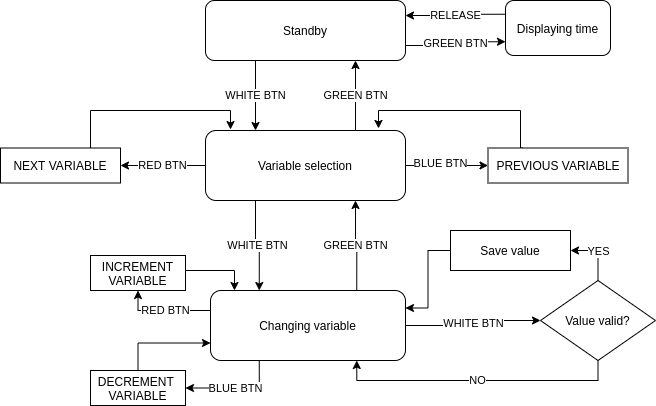 Standby
RELEASE
Displaying time
GREEN BTN
WHITE BTN
GREEN BTN
NEXT VARIABLE
RED BTN
Variable selection
BLUE BTN
PREVIOUS VARIABLE
WHITE BTN
GREEN BTN
Save value
YES
INCREMENT
VARIABLE
RED BTN
Changing variable
WHITE BTN
Value valid?
DECREMENT
VARIABLE
BLUE BTN
NO